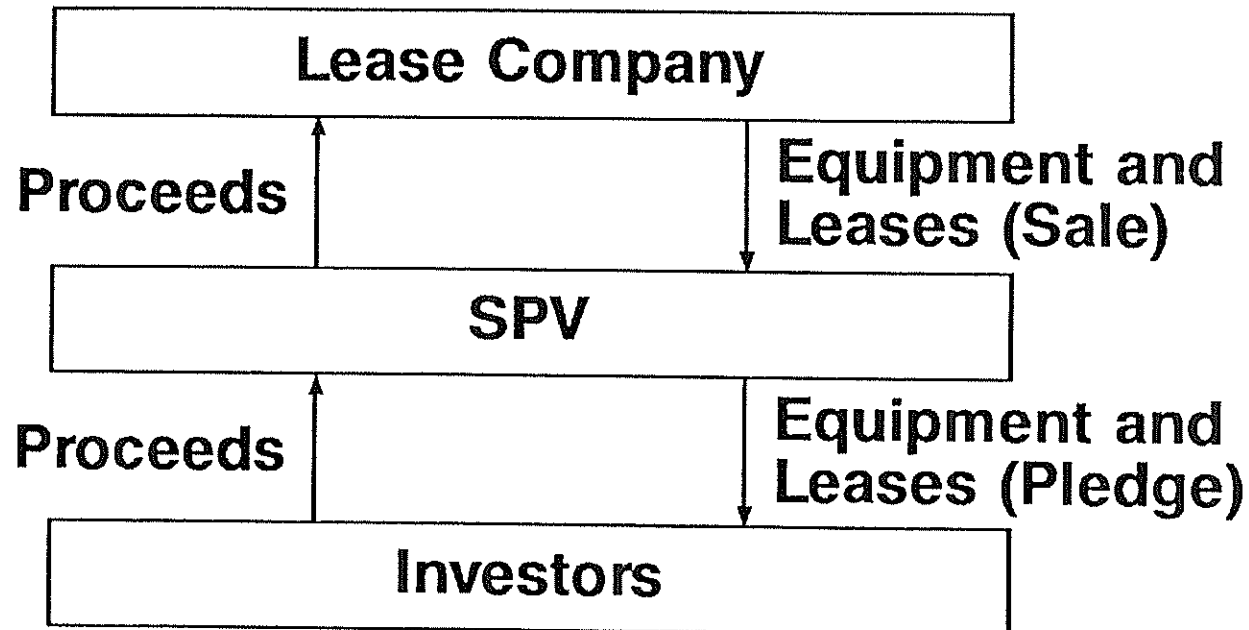 Lease Company
Proceeds
Equipment and
Leases (Sale)
SPV
Proceeds
Equipment and
Leases (Pledge)
Investors